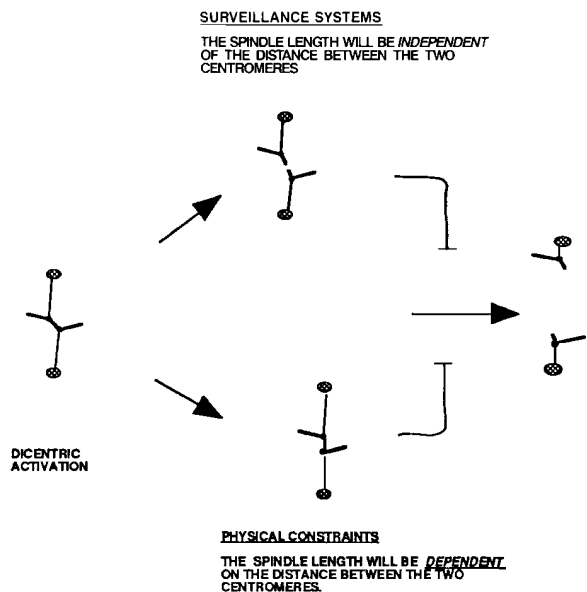 SURVEILLANCE SYSTEMS
THE SPINDLE LENGTH WILL BE INDEPENDENT
OF THE DISTANCE BETWEEN THE TWO
CENTROMERES
DICENTRIC
ACTIVATION
PHYSICAL CONSTRAINTS
THE SPINDLE LENGTH WILL BE DEPENDENT
ON THE DISTANCE BETWEEN THE TWO
CENTROMERES.